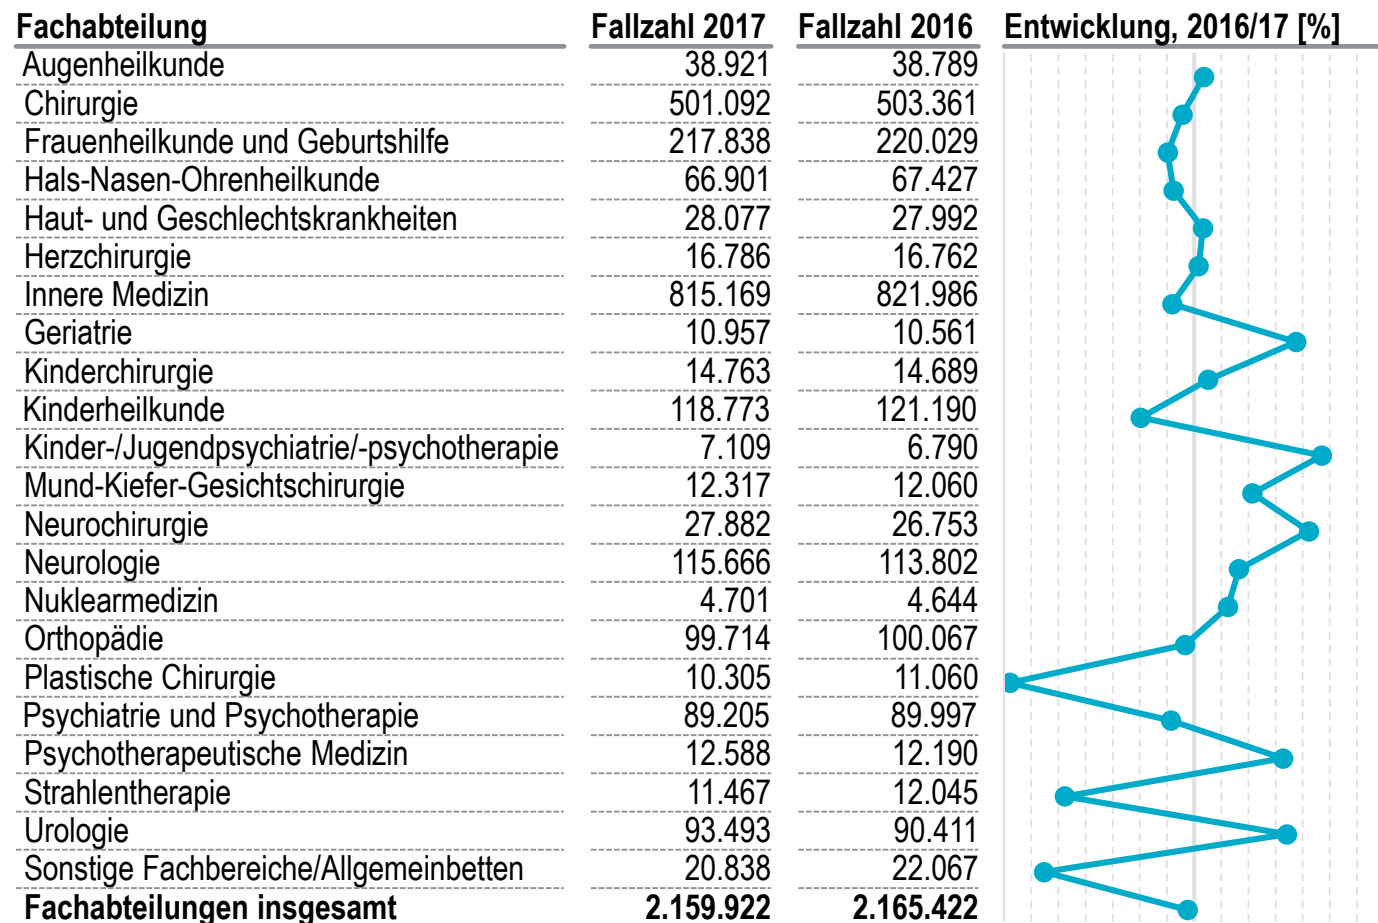 Fachabteilung Fallzahl 2017 Fallzahl 2016 Entwicklung, 2016/17 [%]
Augenheilkunde 38.921 38.789
Chirurgie 501.092 503.361
Frauenheilkunde und Geburtshilfe 217.838 220.029
Hals-Nasen-Ohrenheilkunde 66.901 67.427
Haut- und Geschlechtskrankheiten 28.077 27.992
Herzchirurgie 16.786 16.762
Innere Medizin 815.169 821.986
Geriatrie 10.957 10.561
Kinderchirurgie 14.763 14.689
Kinderheilkunde 118.773 121.190
Kinder-/Jugendpsychiatrie/-psychotherapie 7.109 6.790
Mund-Kiefer-Gesichtschirurgie 12.317 12.060
Neurochirurgie 27.882 26.753
Neurologie 115.666 113.802
Nuklearmedizin 4.701 4.644
Orthopädie 99.714 100.067
Plastische Chirurgie 10.305 11.060
Psychiatrie und Psychotherapie 89.205 89.997
Psychotherapeutische Medizin 12.588 12.190
Strahlentherapie 11.467 12.045
Urologie 93.493 90.411
Sonstige Fachbereiche/Allgemeinbetten 20.838 22.067
Fachabteilungen insgesamt 2.159.922 2.165.422